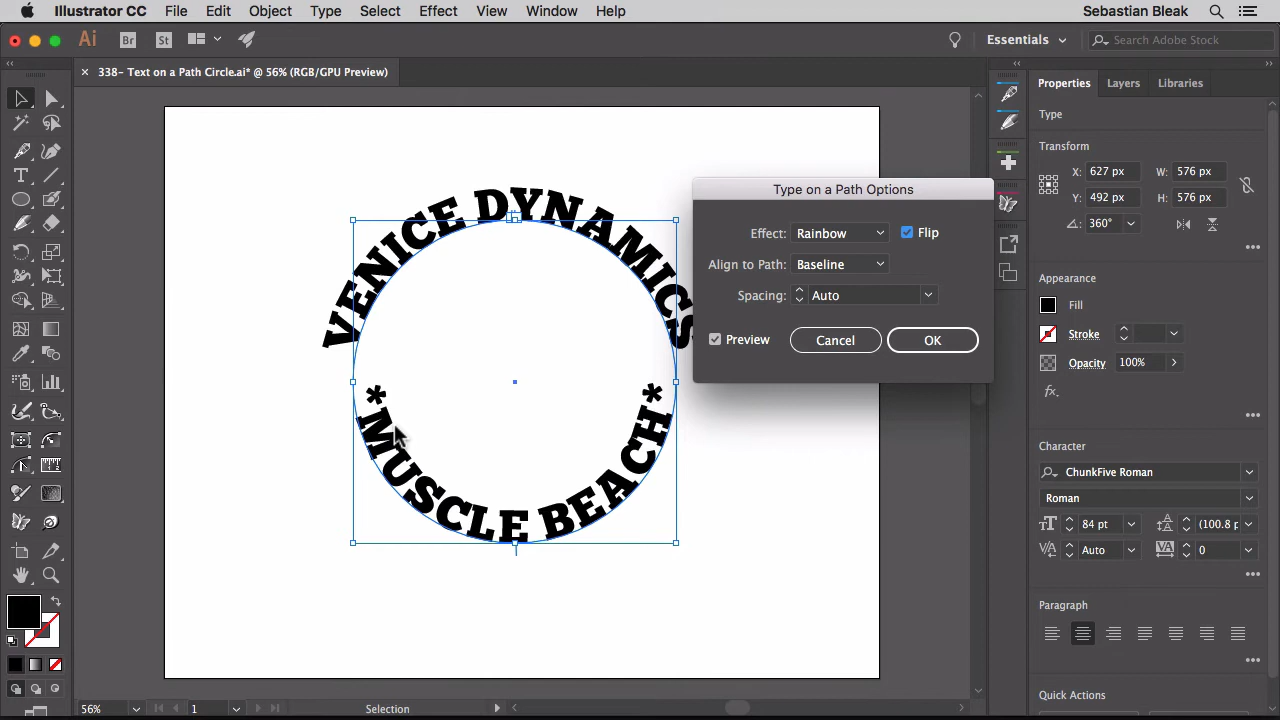 Illustrator CC File Edit Object Type Select Effect View Window Help Sebastian Bleak
Ai Br St Essentials Search Adobe Stock
× 338- Text on a Path Circle.ai* @ 56% (RGB/GPU Preview)
Properties Layers Libraries
Type
Transform
X: 627 px W: 576 px
Y: 492 px H: 576 px
360°
VENICE DYNAMICS
*MUSCLE BEACH*
Type on a Path Options
Effect: Rainbow Flip
Align to Path: Baseline
Spacing: Auto
Preview Cancel OK
Appearance
Fill
Stroke
Opacity 100%
fx.
Character
ChunkFive Roman
Roman
84 pt (100.8 p
Auto 0
Paragraph
Quick Actions
56% 1 Selection